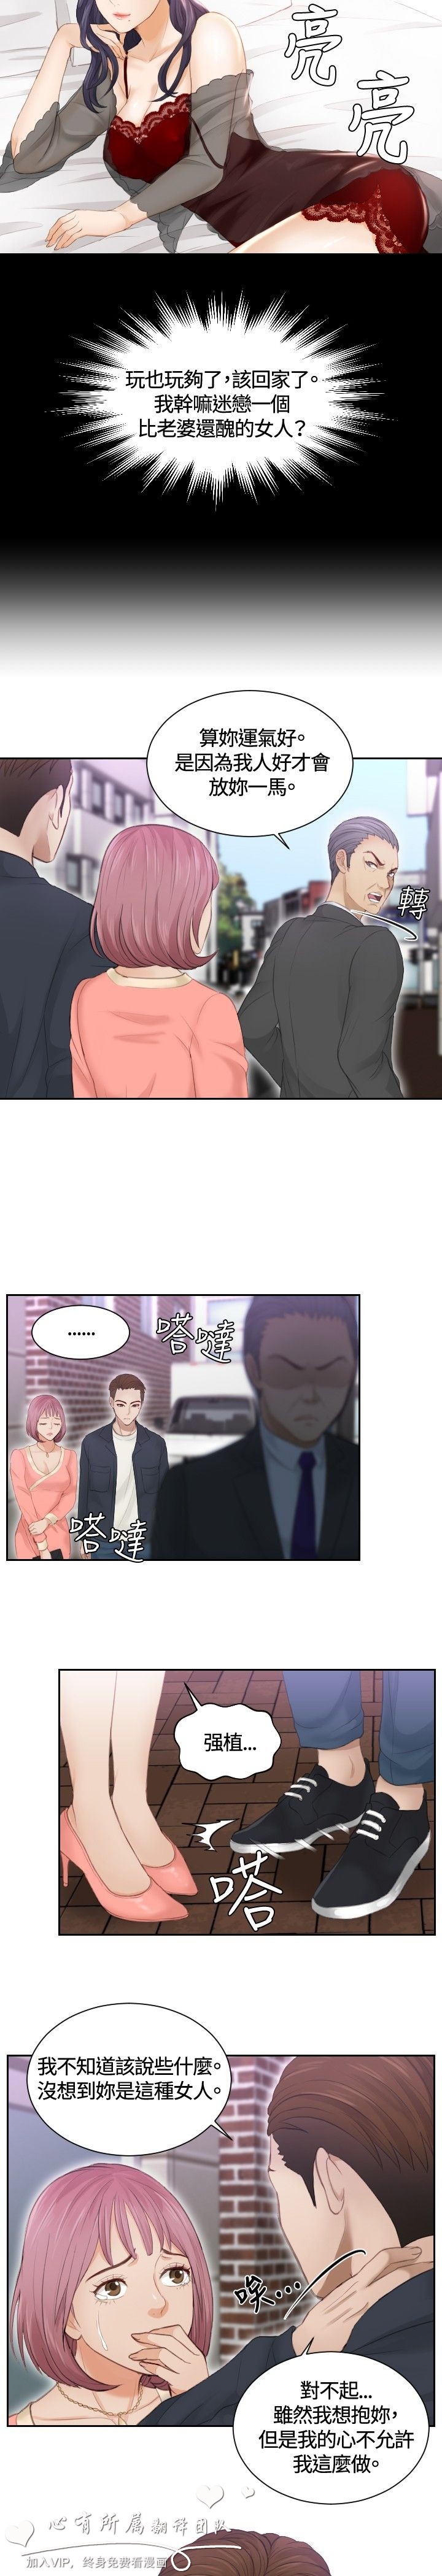 亮
亮
玩也玩夠了，該回家了。
我幹嘛迷戀一個
比老婆還醜的女人？
算妳運氣好。
是因為我人好才會
放妳一馬。
轉
......
嗒噠
嗒噠
强植...
嗒
我不知道該說些什麼。
沒想到妳是這種女人。
唉...
對不起...
雖然我想抱妳，
但是我的心不允許
我這麼做。
心有所属翻译团队
加入VIP，终身免费看漫画